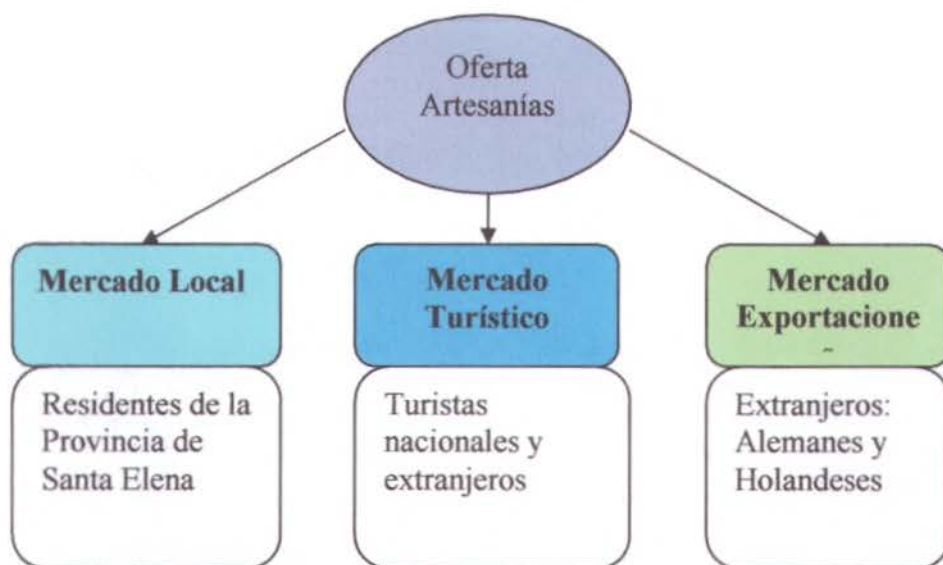 Oferta
Artesanías
Mercado Local
Residentes de la
Provincia de
Santa Elena
Mercado
Turístico
Turistas
nacionales y
extranjeros
Mercado
Exportacione
Extranjeros:
Alemanes y
Holandeses